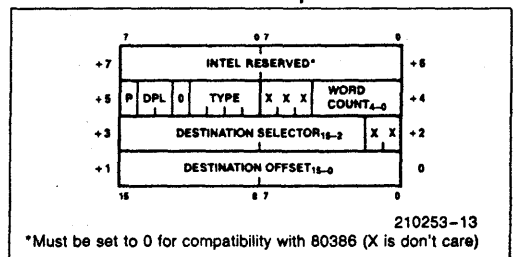 7 0 7 0
+7 INTEL RESERVED* +6
+5 P DPL 0 TYPE X X X WORD COUNT4–0 +4
+3 DESTINATION SELECTOR15–2 X X +2
+1 DESTINATION OFFSET15–0 0
15 8 7 0
210253–13
*Must be set to 0 for compatibility with 80386 (X is don't care)